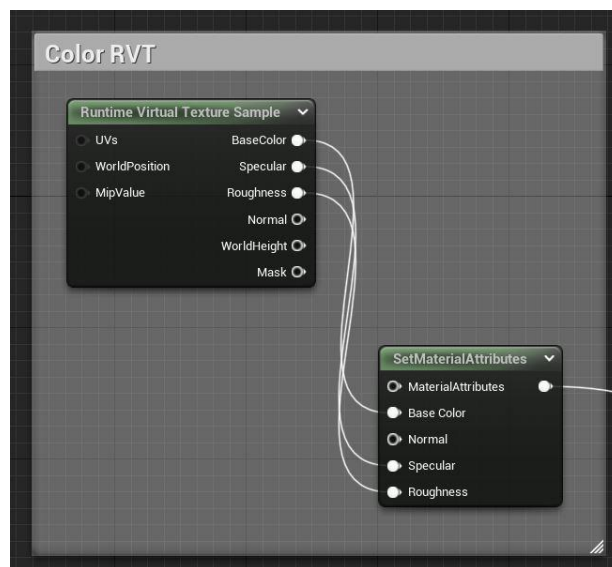 Color RVT
Runtime Virtual Texture Sample
UVs BaseColor
WorldPosition Specular
MipValue Roughness
Normal
WorldHeight
Mask
SetMaterialAttributes
MaterialAttributes
Base Color
Normal
Specular
Roughness